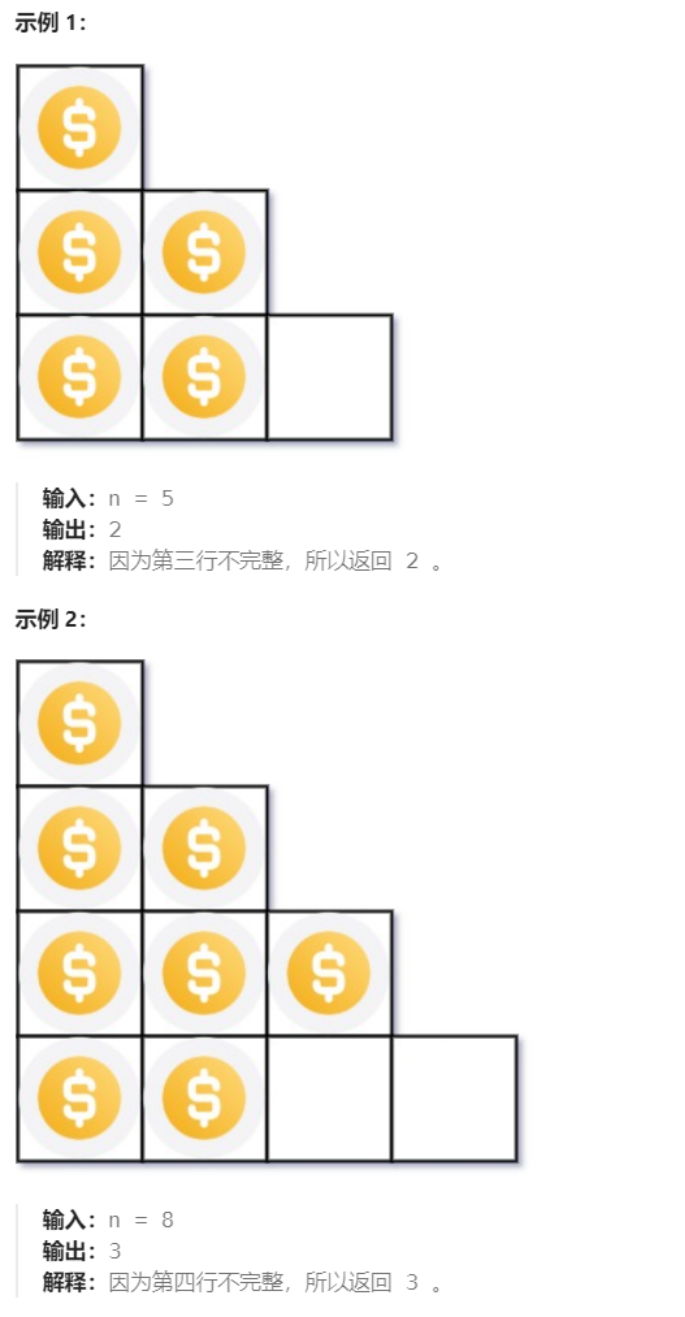 示例 1：
$
$ $
$ $
输入：n = 5
输出：2
解释：因为第三行不完整，所以返回 2 。
示例 2：
$
$ $
$ $ $
$ $
输入：n = 8
输出：3
解释：因为第四行不完整，所以返回 3 。